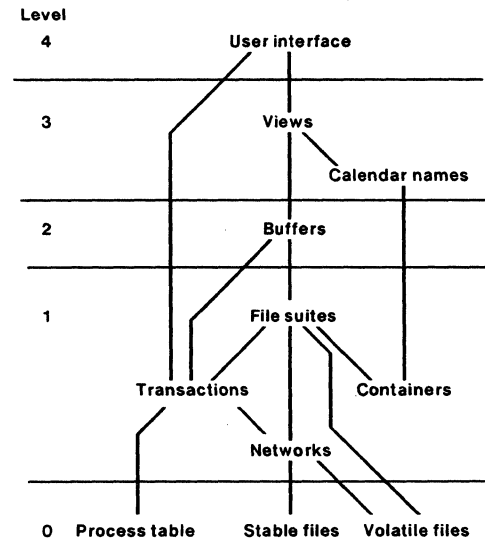 Level
4 User interface
3 Views
Calendar names
2 Buffers
1 File suites
Transactions Containers
Networks
0 Process table Stable files Volatile files